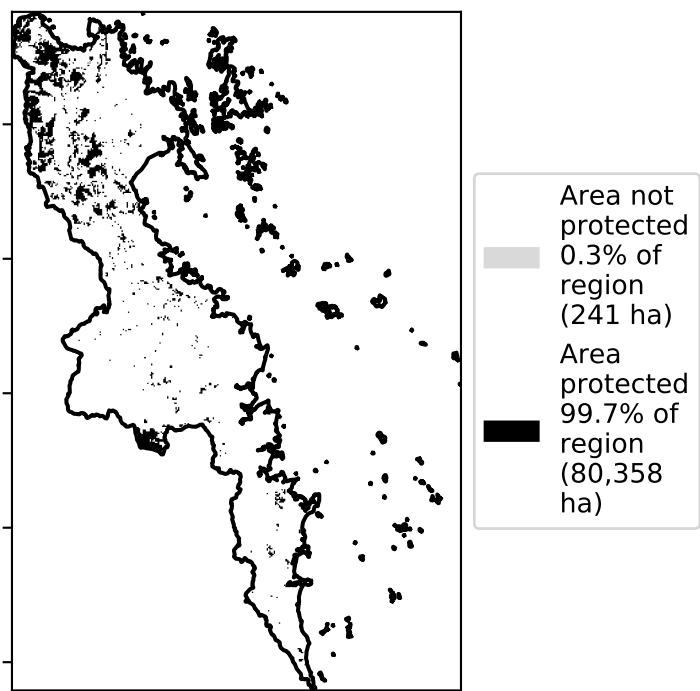 Area not
protected
0.3% of
region
(241 ha)
Area
protected
99.7% of
region
(80,358
ha)